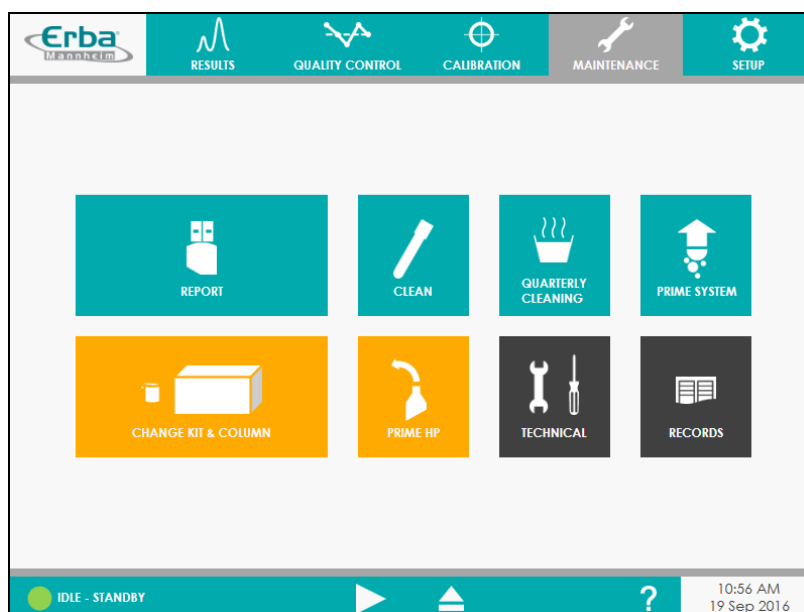 Erba
Mannheim
RESULTS
QUALITY CONTROL
CALIBRATION
MAINTENANCE
SETUP
REPORT
CLEAN
QUARTERLY
CLEANING
PRIME SYSTEM
CHANGE KIT & COLUMN
PRIME HP
TECHNICAL
RECORDS
IDLE - STANDBY
?
10:56 AM
19 Sep 2016